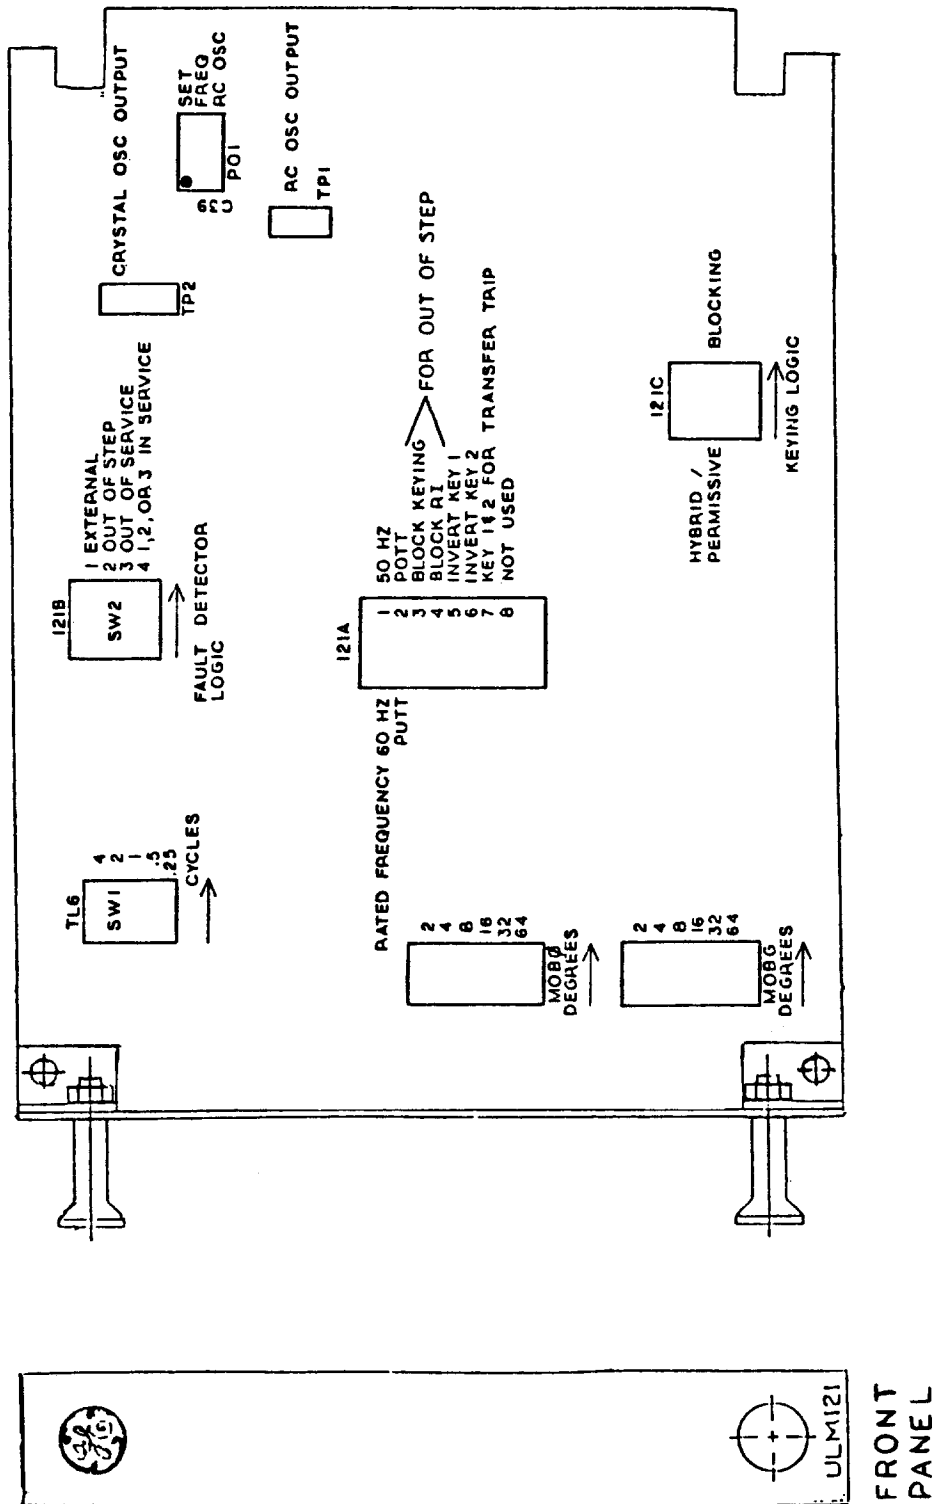 TL6
SW1
4
2
1
.5
.25
CYCLES
121B
SW2
1 EXTERNAL
2 OUT OF STEP
3 OUT OF SERVICE
4 1,2, OR 3 IN SERVICE
FAULT DETECTOR
LOGIC
CRYSTAL OSC OUTPUT
TP2
SET
FREQ
RC OSC
P01
RC OSC OUTPUT
TP1
121A
RATED FREQUENCY 60 HZ
PUTT
1 50 HZ
2 POTT
3 BLOCK KEYING
4 BLOCK RI
FOR OUT OF STEP
5 INVERT KEY 1
6 INVERT KEY 2
7 KEY 1&2 FOR TRANSFER TRIP
8 NOT USED
2
4
8
16
32
64
MOBØ
DEGREES
2
4
8
16
32
64
MOBG
DEGREES
121C
HYBRID /
PERMISSIVE
BLOCKING
KEYING LOGIC
ULM121
FRONT
PANEL